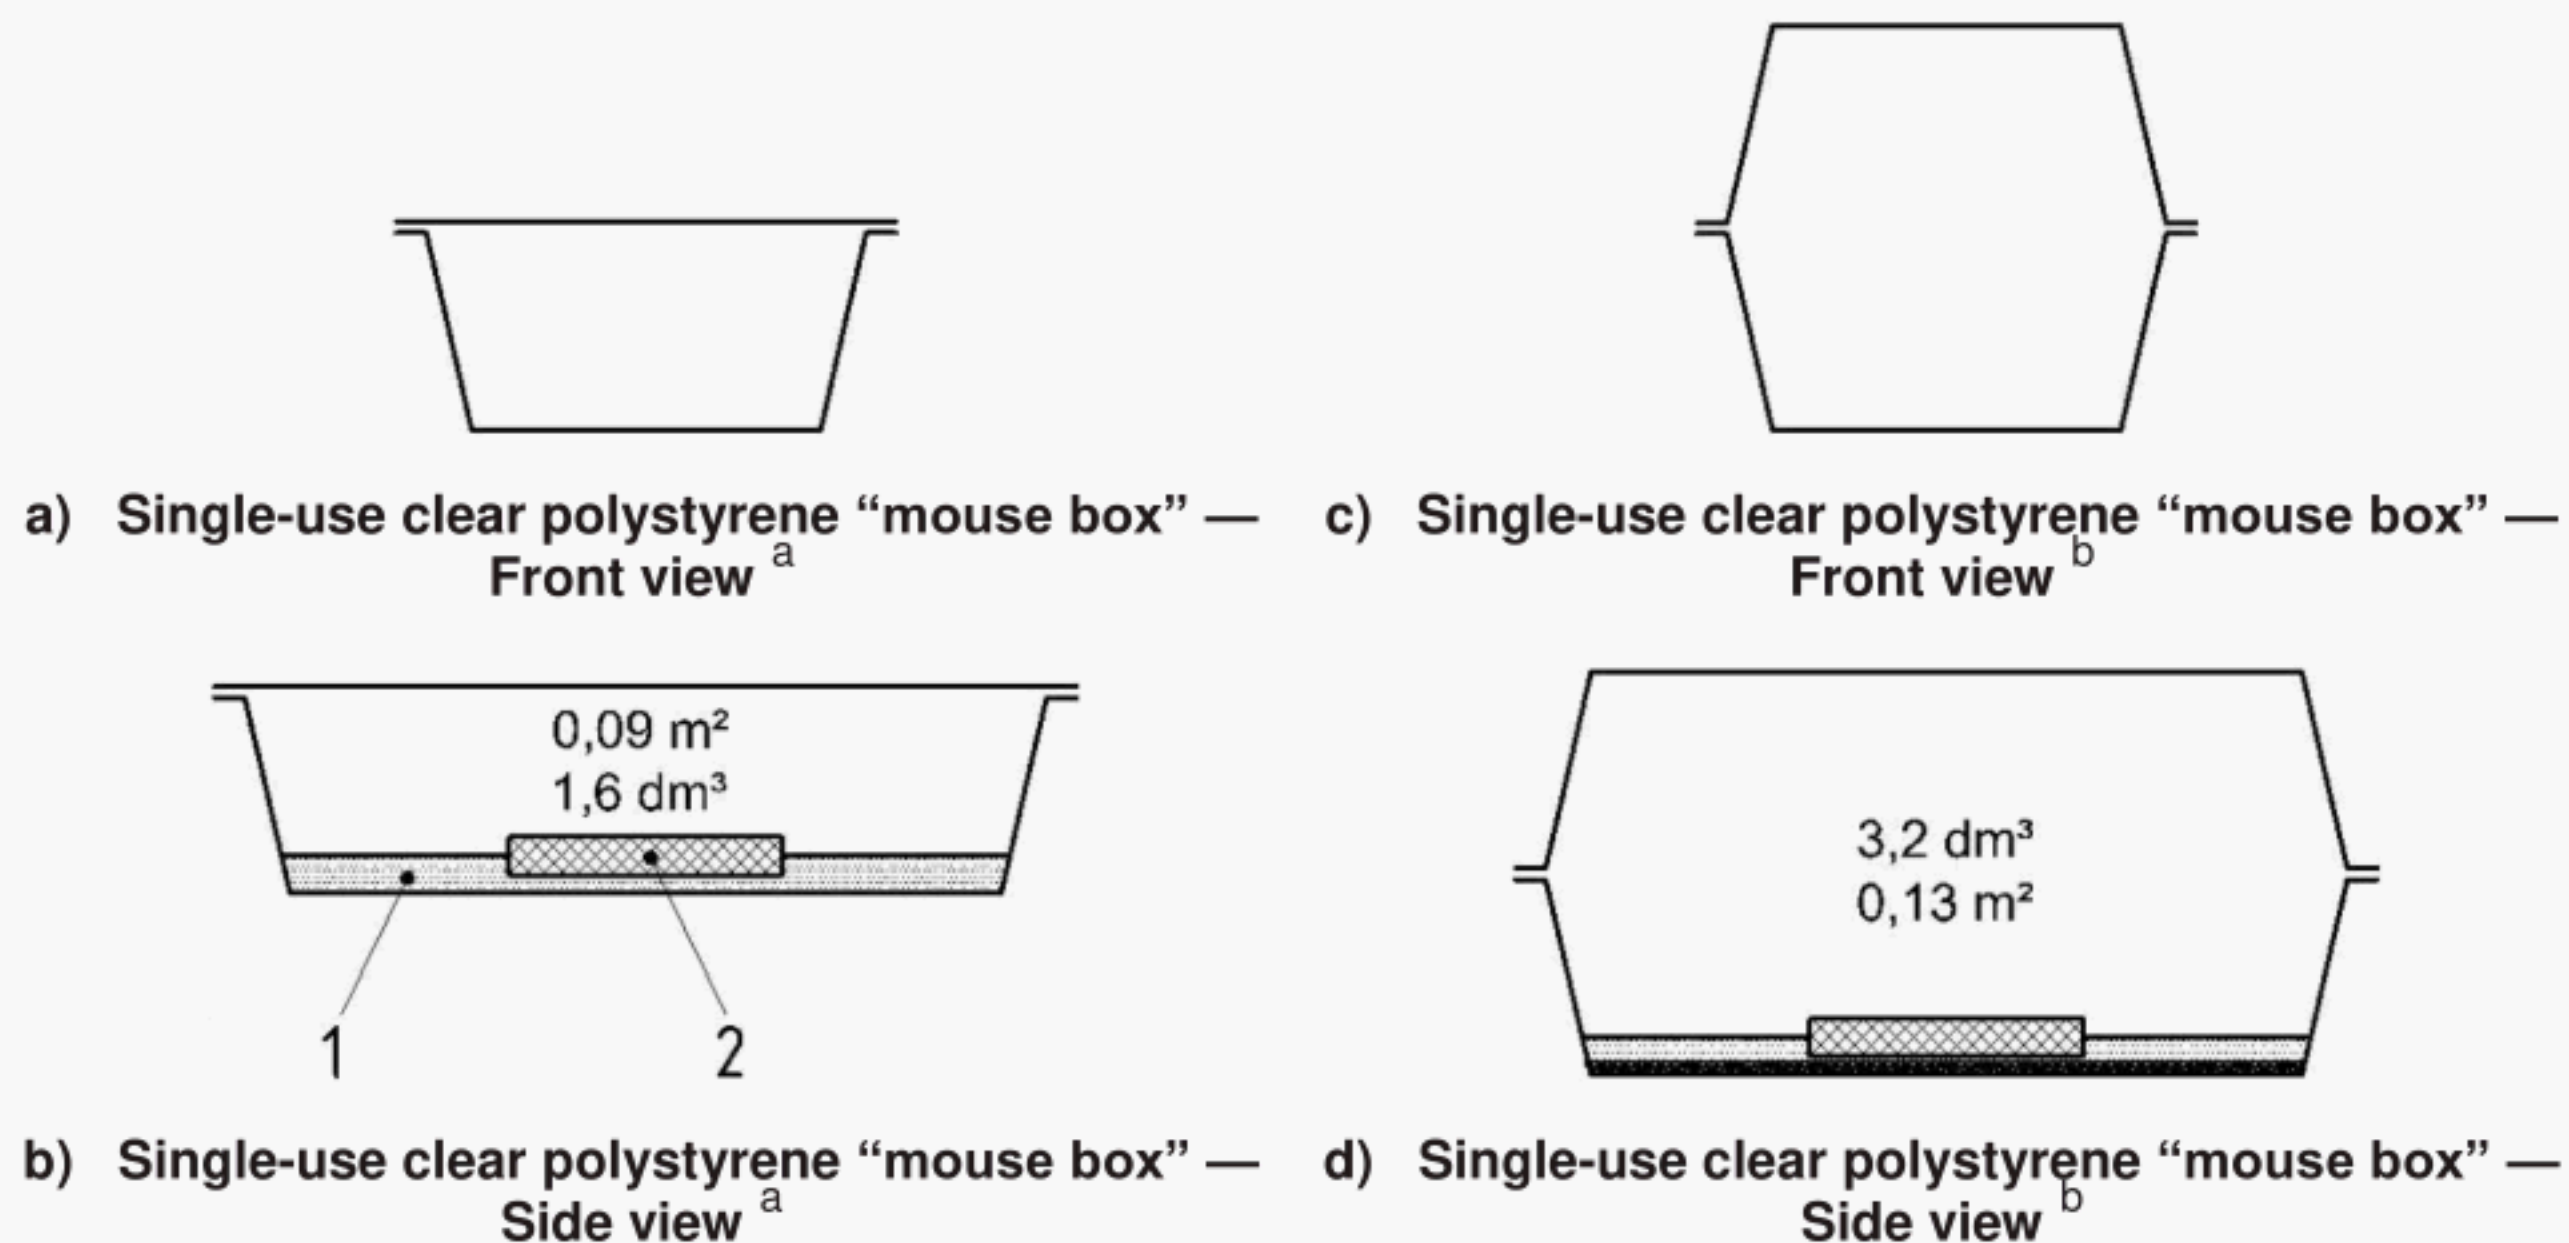 a) Single-use clear polystyrene “mouse box” —
Front view a
c) Single-use clear polystyrene “mouse box” —
Front view b
0,09 m²
1,6 dm³
1
2
b) Single-use clear polystyrene “mouse box” —
Side view a
3,2 dm³
0,13 m²
d) Single-use clear polystyrene “mouse box” —
Side view b